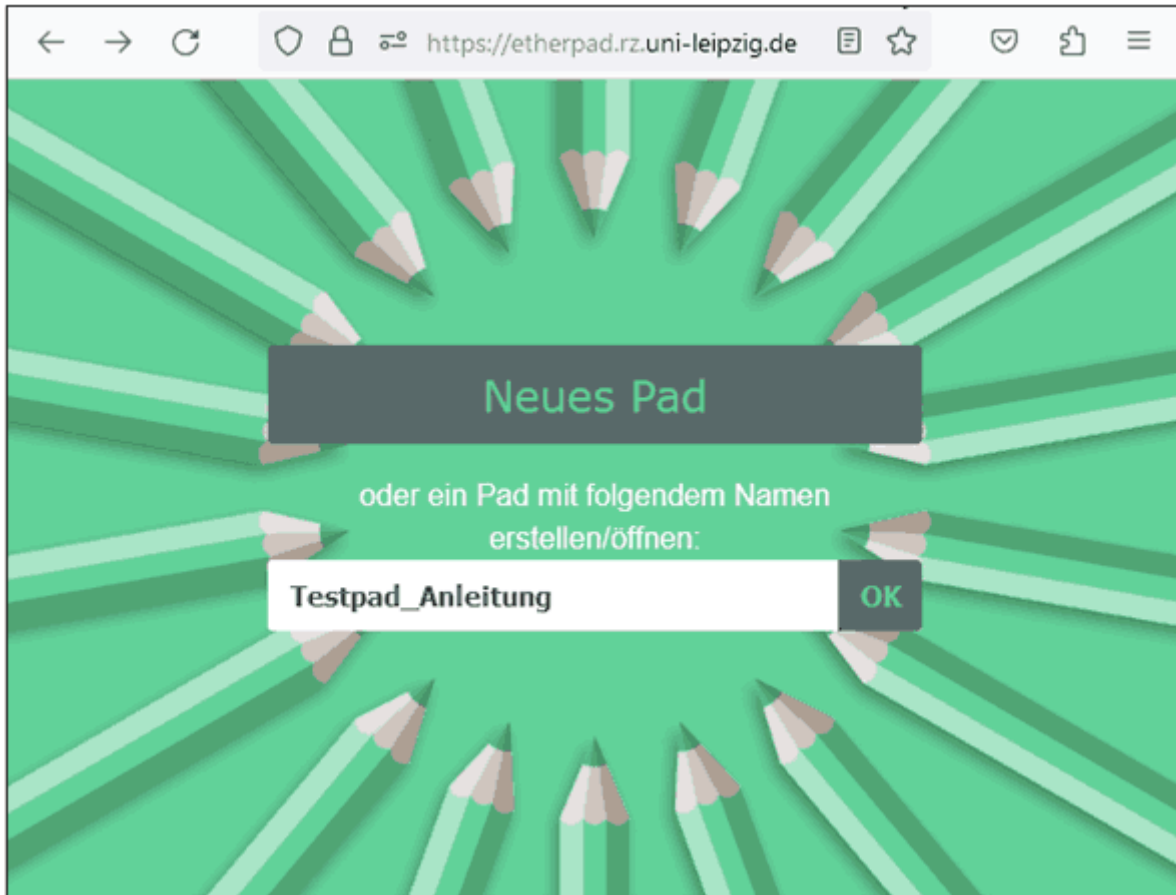 https://etherpad.rz.uni-leipzig.de
Neues Pad
oder ein Pad mit folgendem Namen
erstellen/öffnen:
Testpad_Anleitung
OK